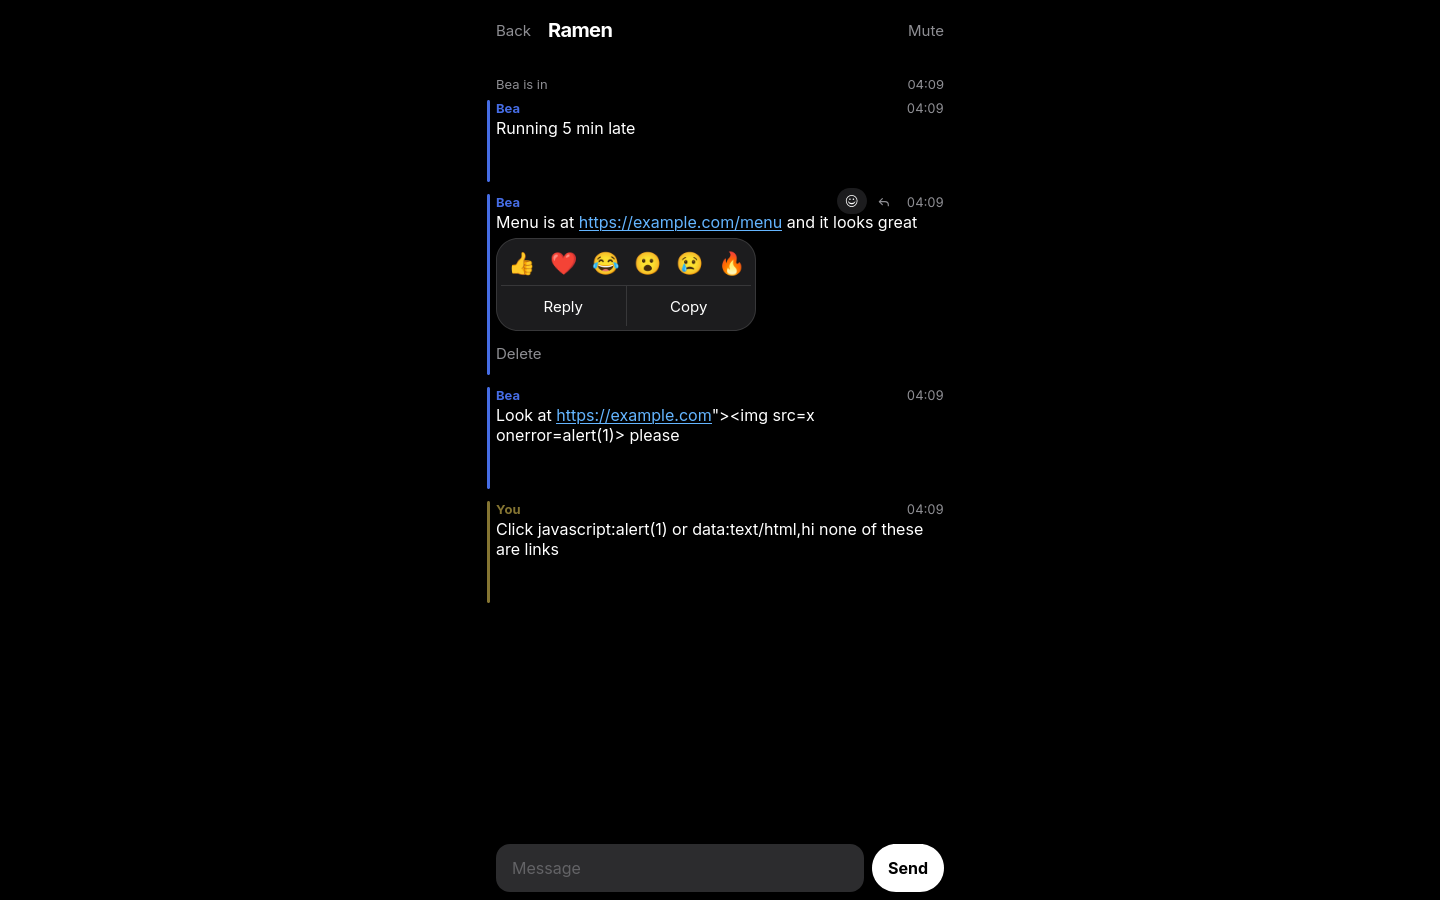 Back Ramen Mute
Bea is in 04:09
Bea 04:09
Running 5 min late
Bea 04:09
Menu is at https://example.com/menu and it looks great
👍 ❤️ 😂 😮 😢 🔥
Reply Copy
Delete
Bea 04:09
Look at https://example.com"><img src=x
onerror=alert(1)> please
You 04:09
Click javascript:alert(1) or data:text/html,hi none of these
are links
Message Send